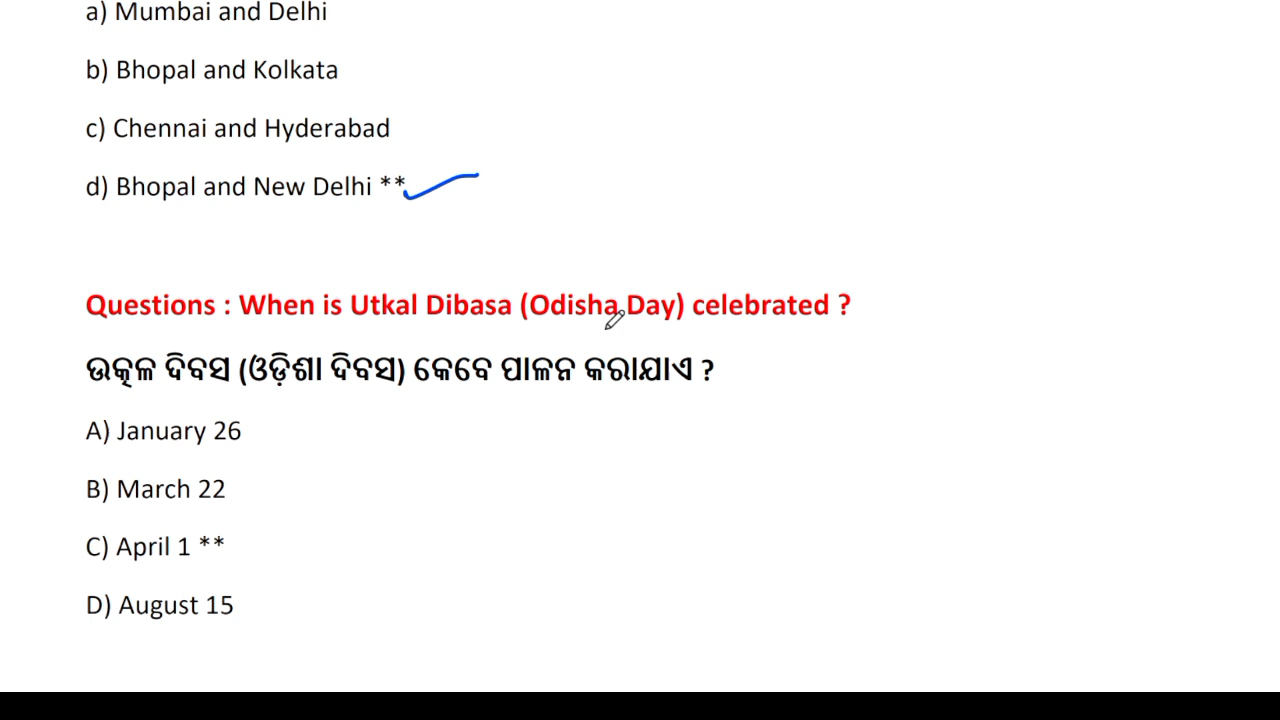 a) Mumbai and Delhi
b) Bhopal and Kolkata
c) Chennai and Hyderabad
d) Bhopal and New Delhi **
Questions : When is Utkal Dibasa (Odisha Day) celebrated ?
ଉତ୍କଳ ଦିବସ (ଓଡ଼ିଶା ଦିବସ) କେବେ ପାଳନ କରାଯାଏ ?
A) January 26
B) March 22
C) April 1 **
D) August 15